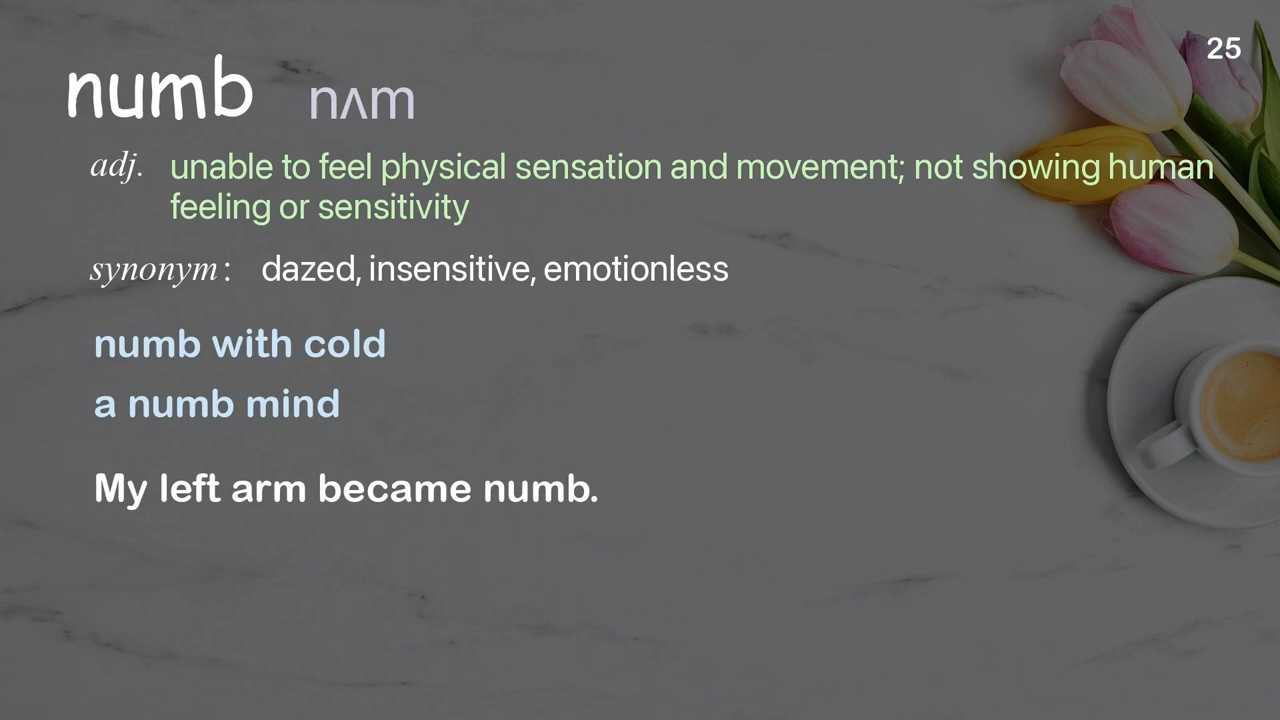 25
numb nʌm
adj. unable to feel physical sensation and movement; not showing human
feeling or sensitivity
synonym: dazed, insensitive, emotionless
numb with cold
a numb mind
My left arm became numb.